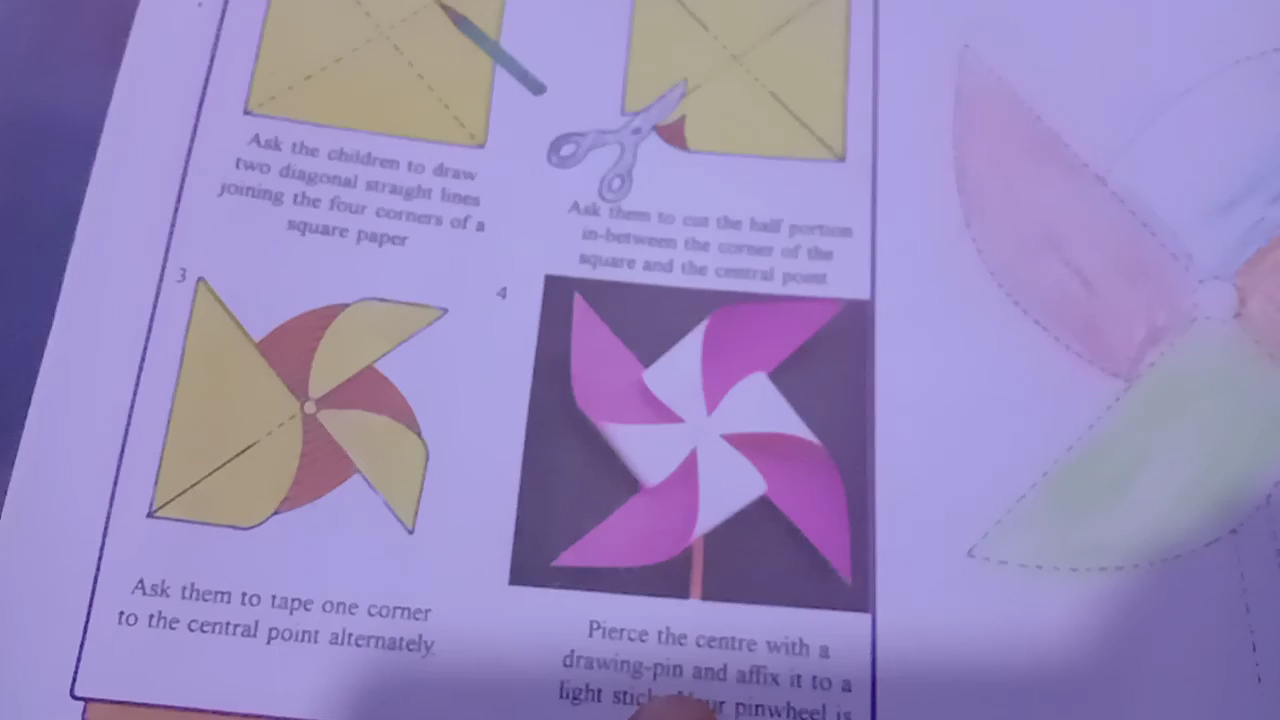 Ask the children to draw
two diagonal straight lines
joining the four corners of a
square paper
Ask them to cut the half portion
in-between the corner of the
square and the central point.
3
Ask them to tape one corner
to the central point alternately.
4
Pierce the centre with a
drawing-pin and affix it to a
light pinwheel is